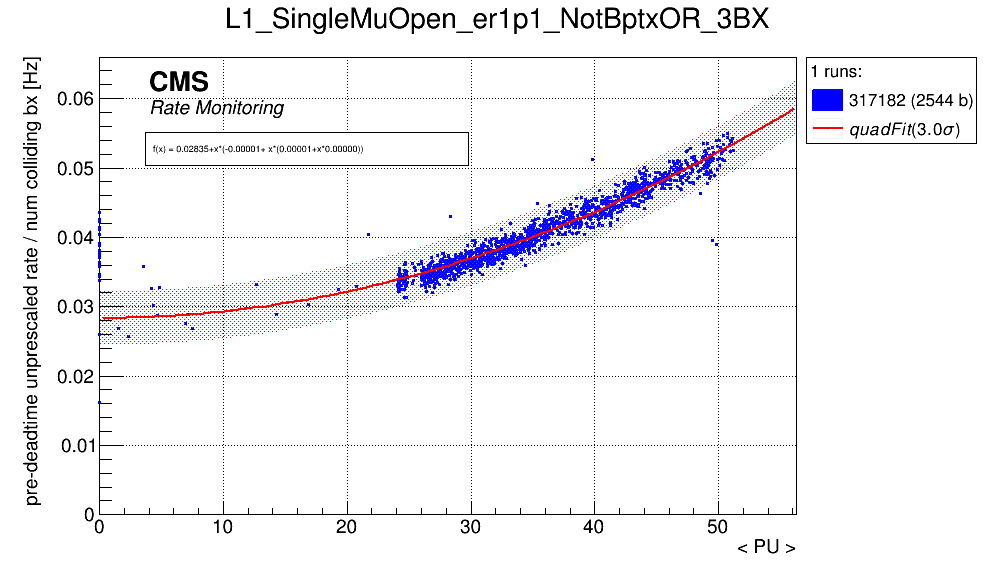 L1_SingleMuOpen_er1p1_NotBptxOR_3BX
pre-deadtime unprescaled rate / num colliding bx [Hz]
CMS
Rate Monitoring
f(x) = 0.02835+x*(-0.00001+ x*(0.00001+x*0.00000))
1 runs:
317182 (2544 b)
quadFit(3.0σ)
0.06
0.05
0.04
0.03
0.02
0.01
0
0 10 20 30 40 50
< PU >